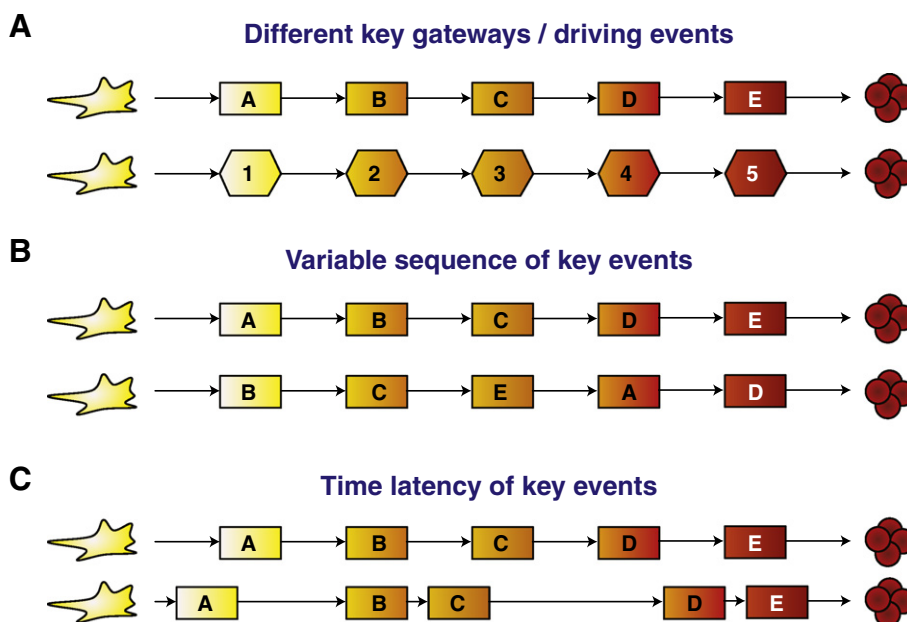 A
Different key gateways / driving events
A B C D E
1 2 3 4 5
B
Variable sequence of key events
A B C D E
B C E A D
C
Time latency of key events
A B C D E
A B C D E